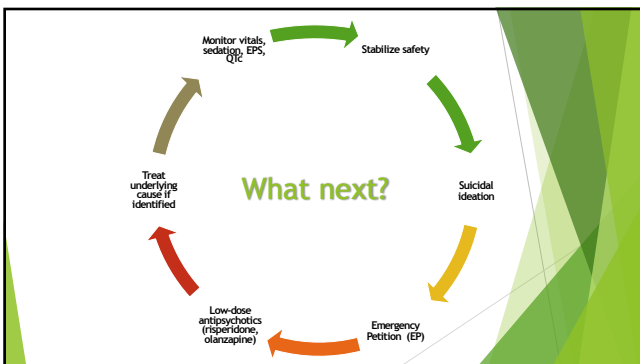 What next?
Stabilize safety
Suicidal
ideation
Emergency
Petition (EP)
Low-dose
antipsychotics
(risperidone,
olanzapine)
Treat
underlying
cause if
identified
Monitor vitals,
sedation, EPS,
QTc